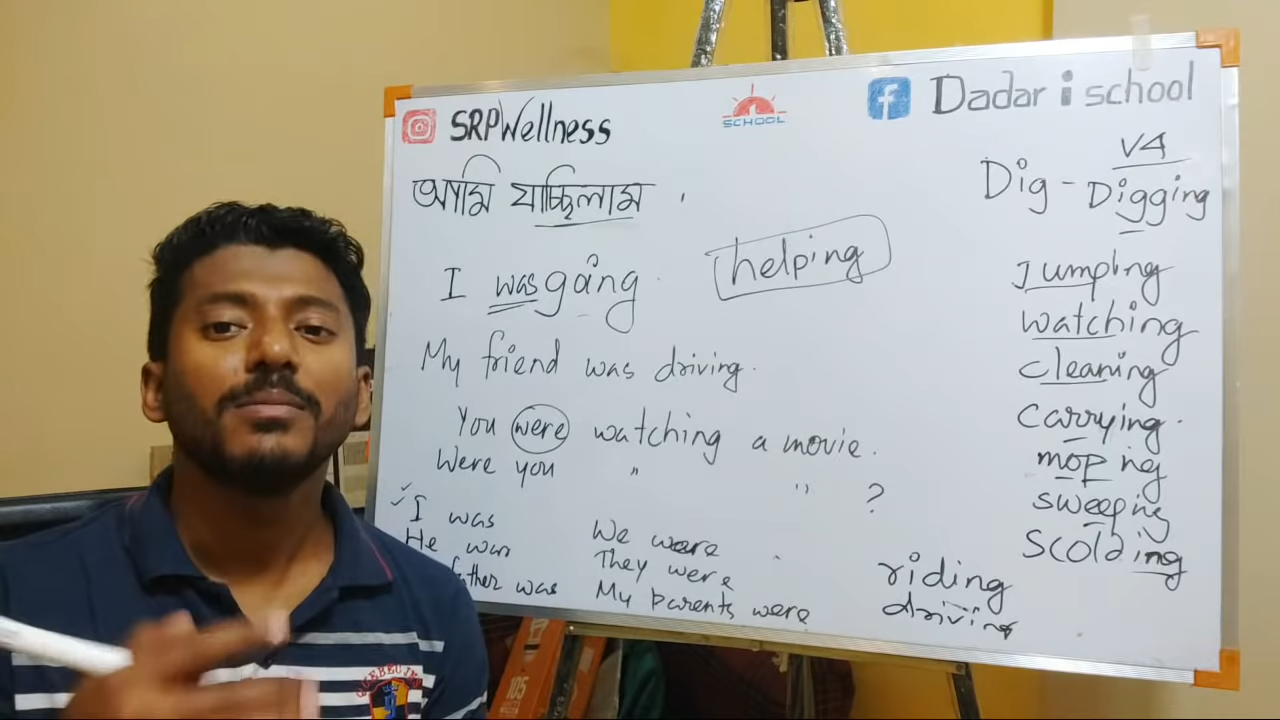 SRPWellness
SCHOOL
Dadar i school
আমি যাচ্ছিলাম
V4
Dig - Digging
I was going.
helping
Jumping
watching
cleaning
carrying.
moping
sweeping
Scolding
My friend was driving.
You were watching a movie.
Were you " " ?
I was
He was
father was
We were
They were
My parents were
riding
driving
105